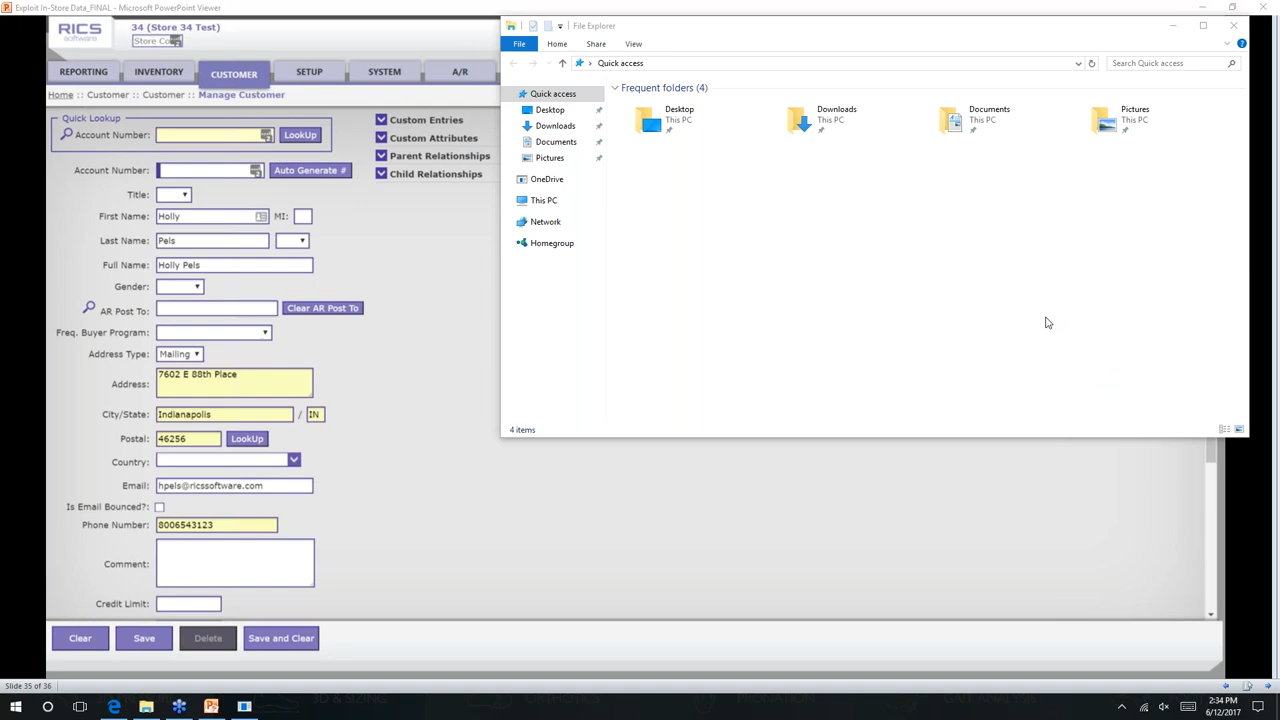 Exploit In-Store Data_FINAL - Microsoft PowerPoint Viewer
RICS
software
34 (Store 34 Test)
Store Co
REPORTING
INVENTORY
CUSTOMER
SETUP
SYSTEM
A/R
Home :: Customer :: Customer :: Manage Customer
Quick Lookup
Account Number:
LookUp
Account Number:
Auto Generate #
Title:
First Name: Holly
MI:
Last Name: Pels
Full Name: Holly Pels
Gender:
AR Post To:
Clear AR Post To
Freq. Buyer Program:
Address Type: Mailing
Address: 7602 E 88th Place
City/State: Indianapolis / IN
Postal: 46256 LookUp
Country:
Email: hpels@ricssoftware.com
Is Email Bounced?:
Phone Number: 8006543123
Comment:
Credit Limit:
Clear
Save
Delete
Save and Clear
Custom Entries
Custom Attributes
Parent Relationships
Child Relationships
File Explorer
File
Home
Share
View
Quick access
Search Quick access
Quick access
Desktop
Downloads
Documents
Pictures
OneDrive
This PC
Network
Homegroup
Frequent folders (4)
Desktop
This PC
Downloads
This PC
Documents
This PC
Pictures
This PC
4 items
Slide 35 of 36
2:34 PM
6/12/2017